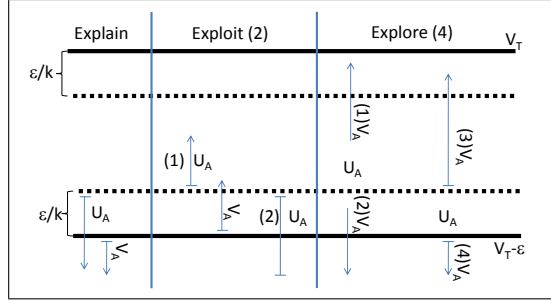 Explain Exploit (2) Explore (4)
V_T
ε/k
(1)V_A
(3)V_A
(1) U_A
U_A
ε/k
U_A
V_A
(2) U_A
(2)V_A
U_A
V_A
(4)V_A
V_T-ε